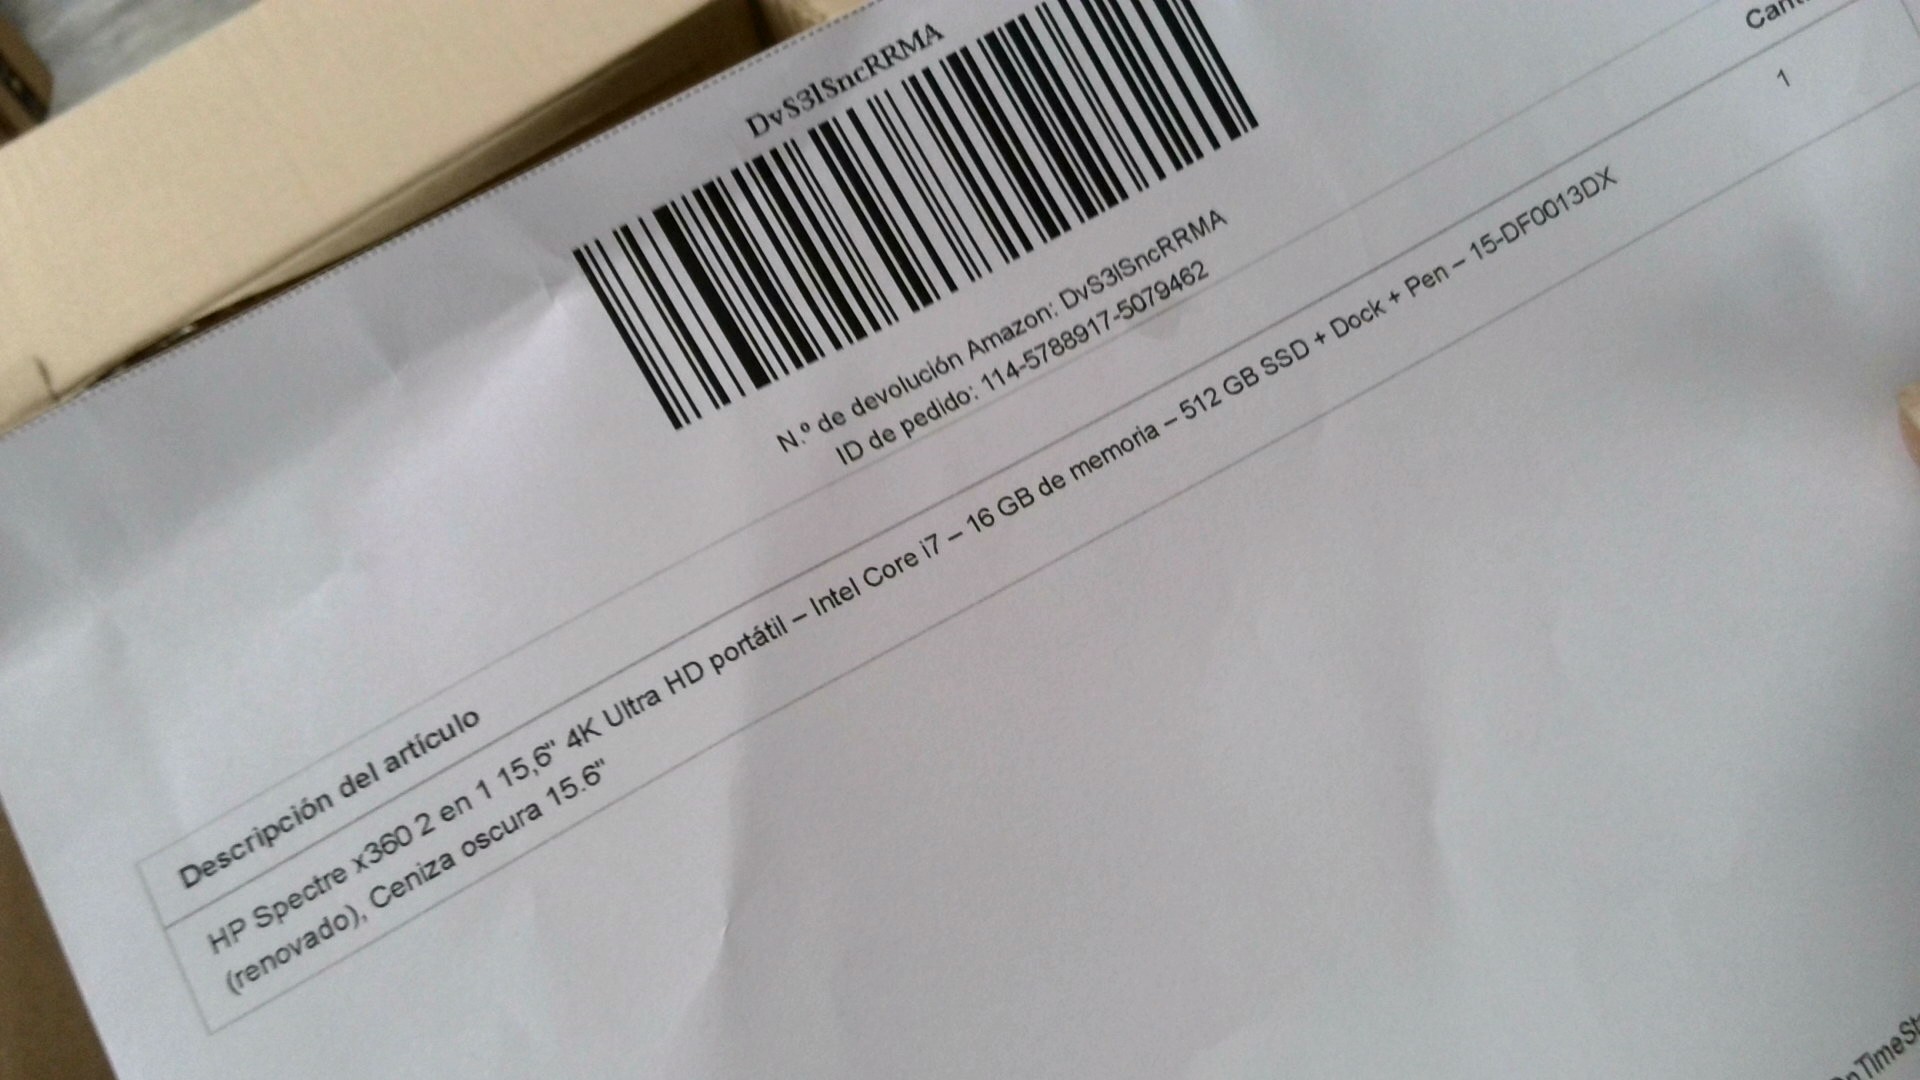 DvS3lSncRRMA
N.º de devolución Amazon: DvS3lSncRRMA
ID de pedido: 114-5788917-5079462
Descripción del artículo
HP Spectre x360 2 en 1 15,6" 4K Ultra HD portátil – Intel Core i7 – 16 GB de memoria – 512 GB SSD + Dock + Pen – 15-DF0013DX
(renovado), Ceniza oscura 15.6"
1